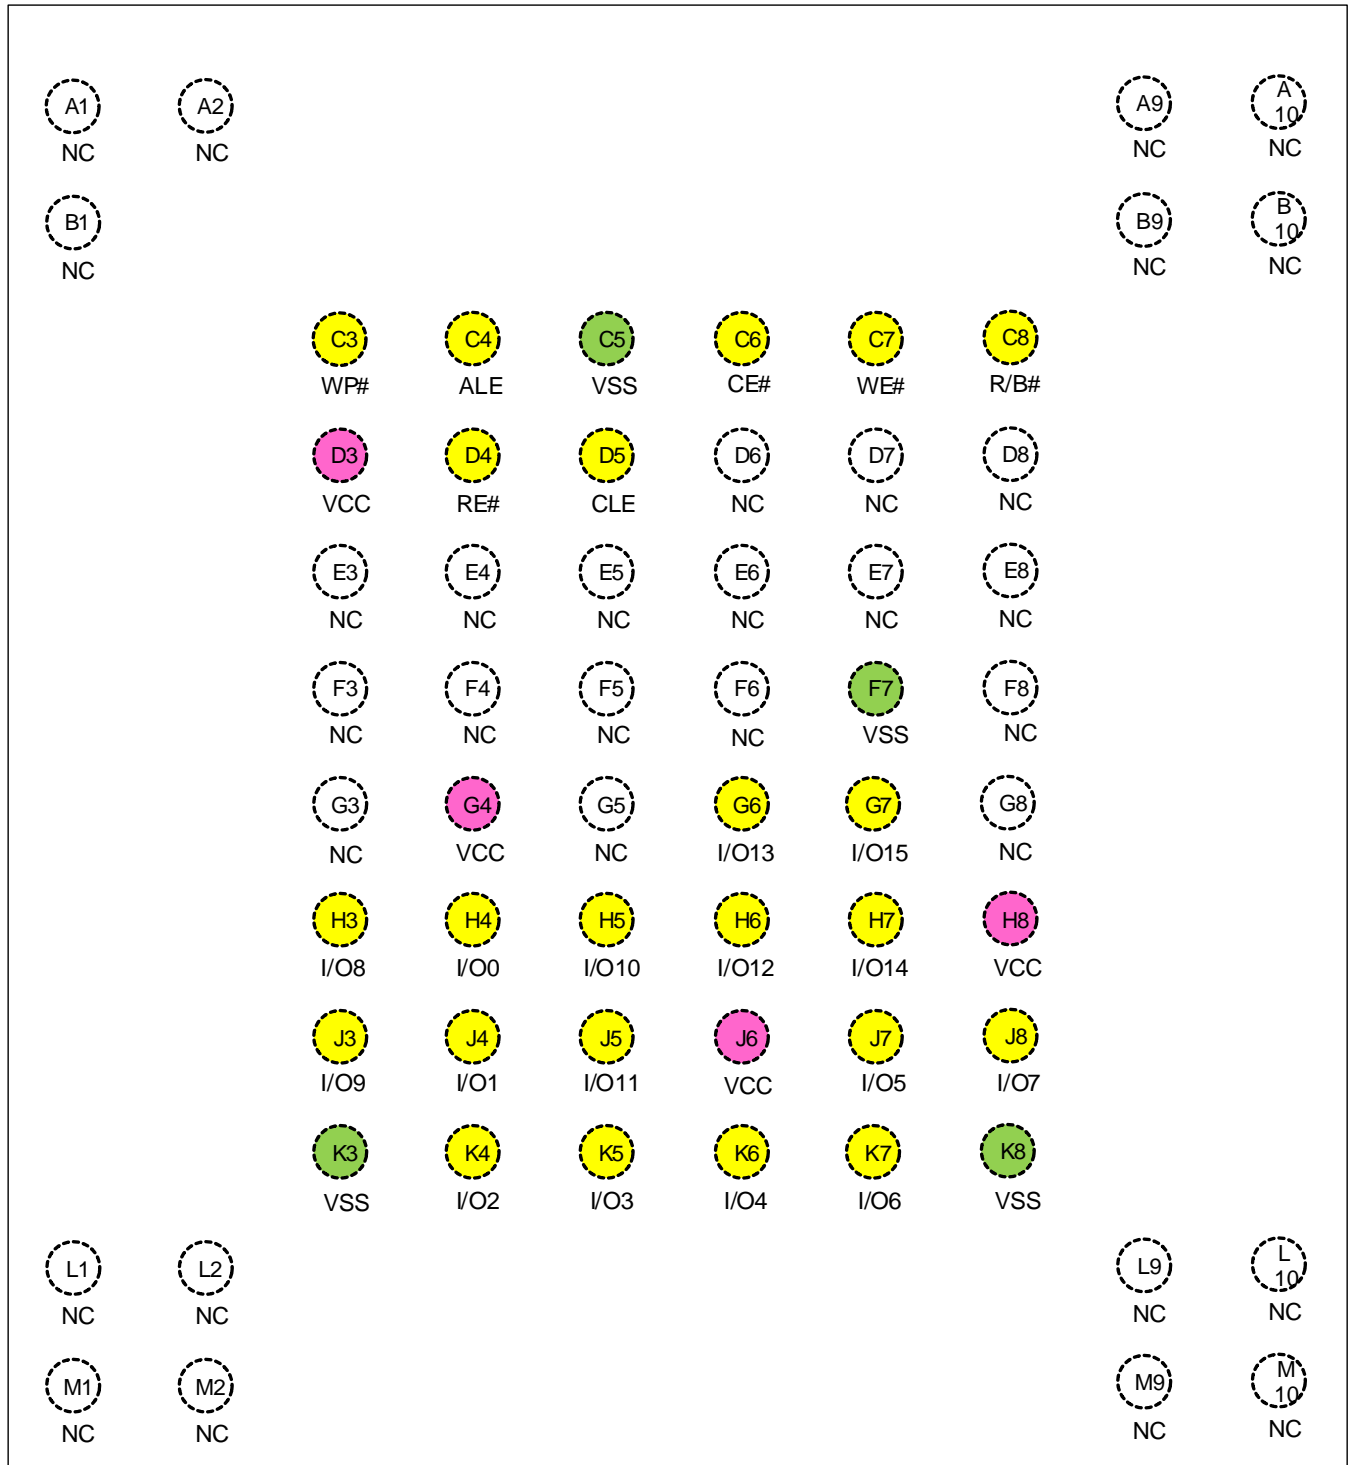 A1 A2 A9 A
10
NC NC NC NC
B1 B9 B
10
NC NC NC
C3 C4 C5 C6 C7 C8
WP# ALE VSS CE# WE# R/B#
D3 D4 D5 D6 D7 D8
VCC RE# CLE NC NC NC
E3 E4 E5 E6 E7 E8
NC NC NC NC NC NC
F3 F4 F5 F6 F7 F8
NC NC NC NC VSS NC
G3 G4 G5 G6 G7 G8
NC VCC NC I/O13 I/O15 NC
H3 H4 H5 H6 H7 H8
I/O8 I/O0 I/O10 I/O12 I/O14 VCC
J3 J4 J5 J6 J7 J8
I/O9 I/O1 I/O11 VCC I/O5 I/O7
K3 K4 K5 K6 K7 K8
VSS I/O2 I/O3 I/O4 I/O6 VSS
L1 L2 L9 L
10
NC NC NC NC
M1 M2 M9 M
10
NC NC NC NC